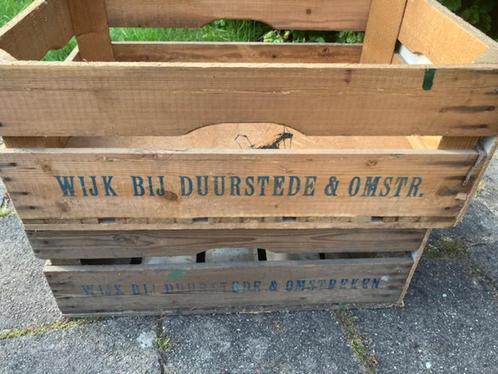 WIJK BIJ DUURSTEDE & OMSTR.
WIJK BIJ DUURSTEDE & OMSTREKEN